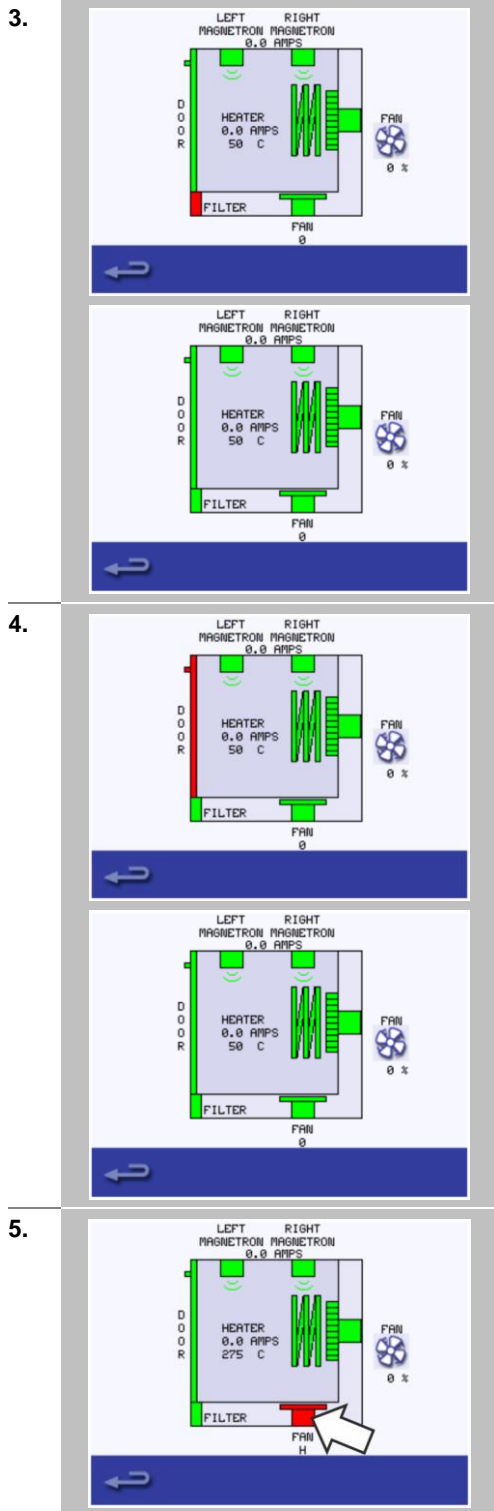 3.
LEFT RIGHT
MAGNETRON MAGNETRON
0.0 AMPS
D
O
O
R
HEATER
0.0 AMPS
50 C
FAN
0 %
FILTER
FAN
0
LEFT RIGHT
MAGNETRON MAGNETRON
0.0 AMPS
D
O
O
R
HEATER
0.0 AMPS
50 C
FAN
0 %
FILTER
FAN
0
4.
LEFT RIGHT
MAGNETRON MAGNETRON
0.0 AMPS
D
O
O
R
HEATER
0.0 AMPS
50 C
FAN
0 %
FILTER
FAN
0
LEFT RIGHT
MAGNETRON MAGNETRON
0.0 AMPS
D
O
O
R
HEATER
0.0 AMPS
50 C
FAN
0 %
FILTER
FAN
0
5.
LEFT RIGHT
MAGNETRON MAGNETRON
0.0 AMPS
D
O
O
R
HEATER
0.0 AMPS
275 C
FAN
0 %
FILTER
FAN
H